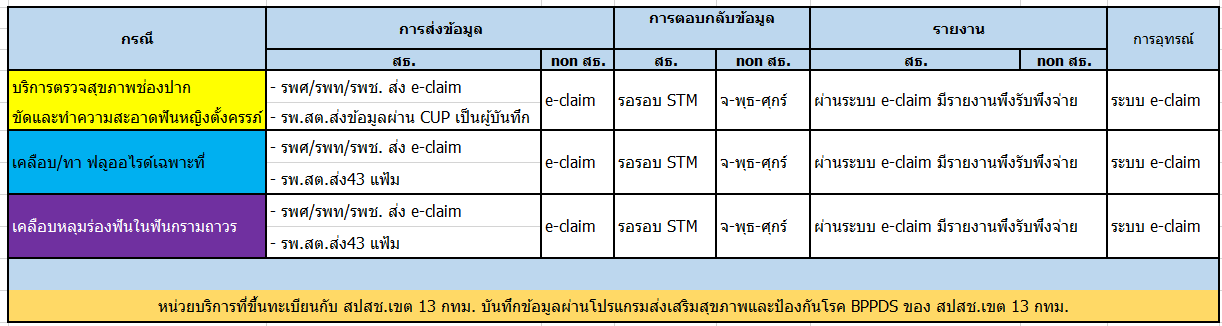 กรณี
การส่งข้อมูล
การตอบกลับข้อมูล
รายงาน
การอุทรณ์
สธ.
non สธ.
สธ.
non สธ.
สธ.
non สธ.
บริการตรวจสุขภาพช่องปาก
ขัดและทำความสะอาดฟันหญิงตั้งครรภ์
- รพศ/รพท/รพช. ส่ง e-claim
- รพ.สต.ส่งข้อมูลผ่าน CUP เป็นผู้บันทึก
e-claim
รอรอบ STM
จ-พุธ-ศุกร์
ผ่านระบบ e-claim มีรายงานพึงรับพึงจ่าย
ระบบ e-claim
เคลือบ/ทา ฟลูออไรด์เฉพาะที่
- รพศ/รพท/รพช. ส่ง e-claim
- รพ.สต.ส่ง43 แฟ้ม
e-claim
รอรอบ STM
จ-พุธ-ศุกร์
ผ่านระบบ e-claim มีรายงานพึงรับพึงจ่าย
ระบบ e-claim
เคลือบหลุมร่องฟันในฟันกรามถาวร
- รพศ/รพท/รพช. ส่ง e-claim
- รพ.สต.ส่ง43 แฟ้ม
e-claim
รอรอบ STM
จ-พุธ-ศุกร์
ผ่านระบบ e-claim มีรายงานพึงรับพึงจ่าย
ระบบ e-claim
หน่วยบริการที่ขึ้นทะเบียนกับ สปสช.เขต 13 กทม. บันทึกข้อมูลผ่านโปรแกรมส่งเสริมสุขภาพและป้องกันโรค BPPDS ของ สปสช.เขต 13 กทม.